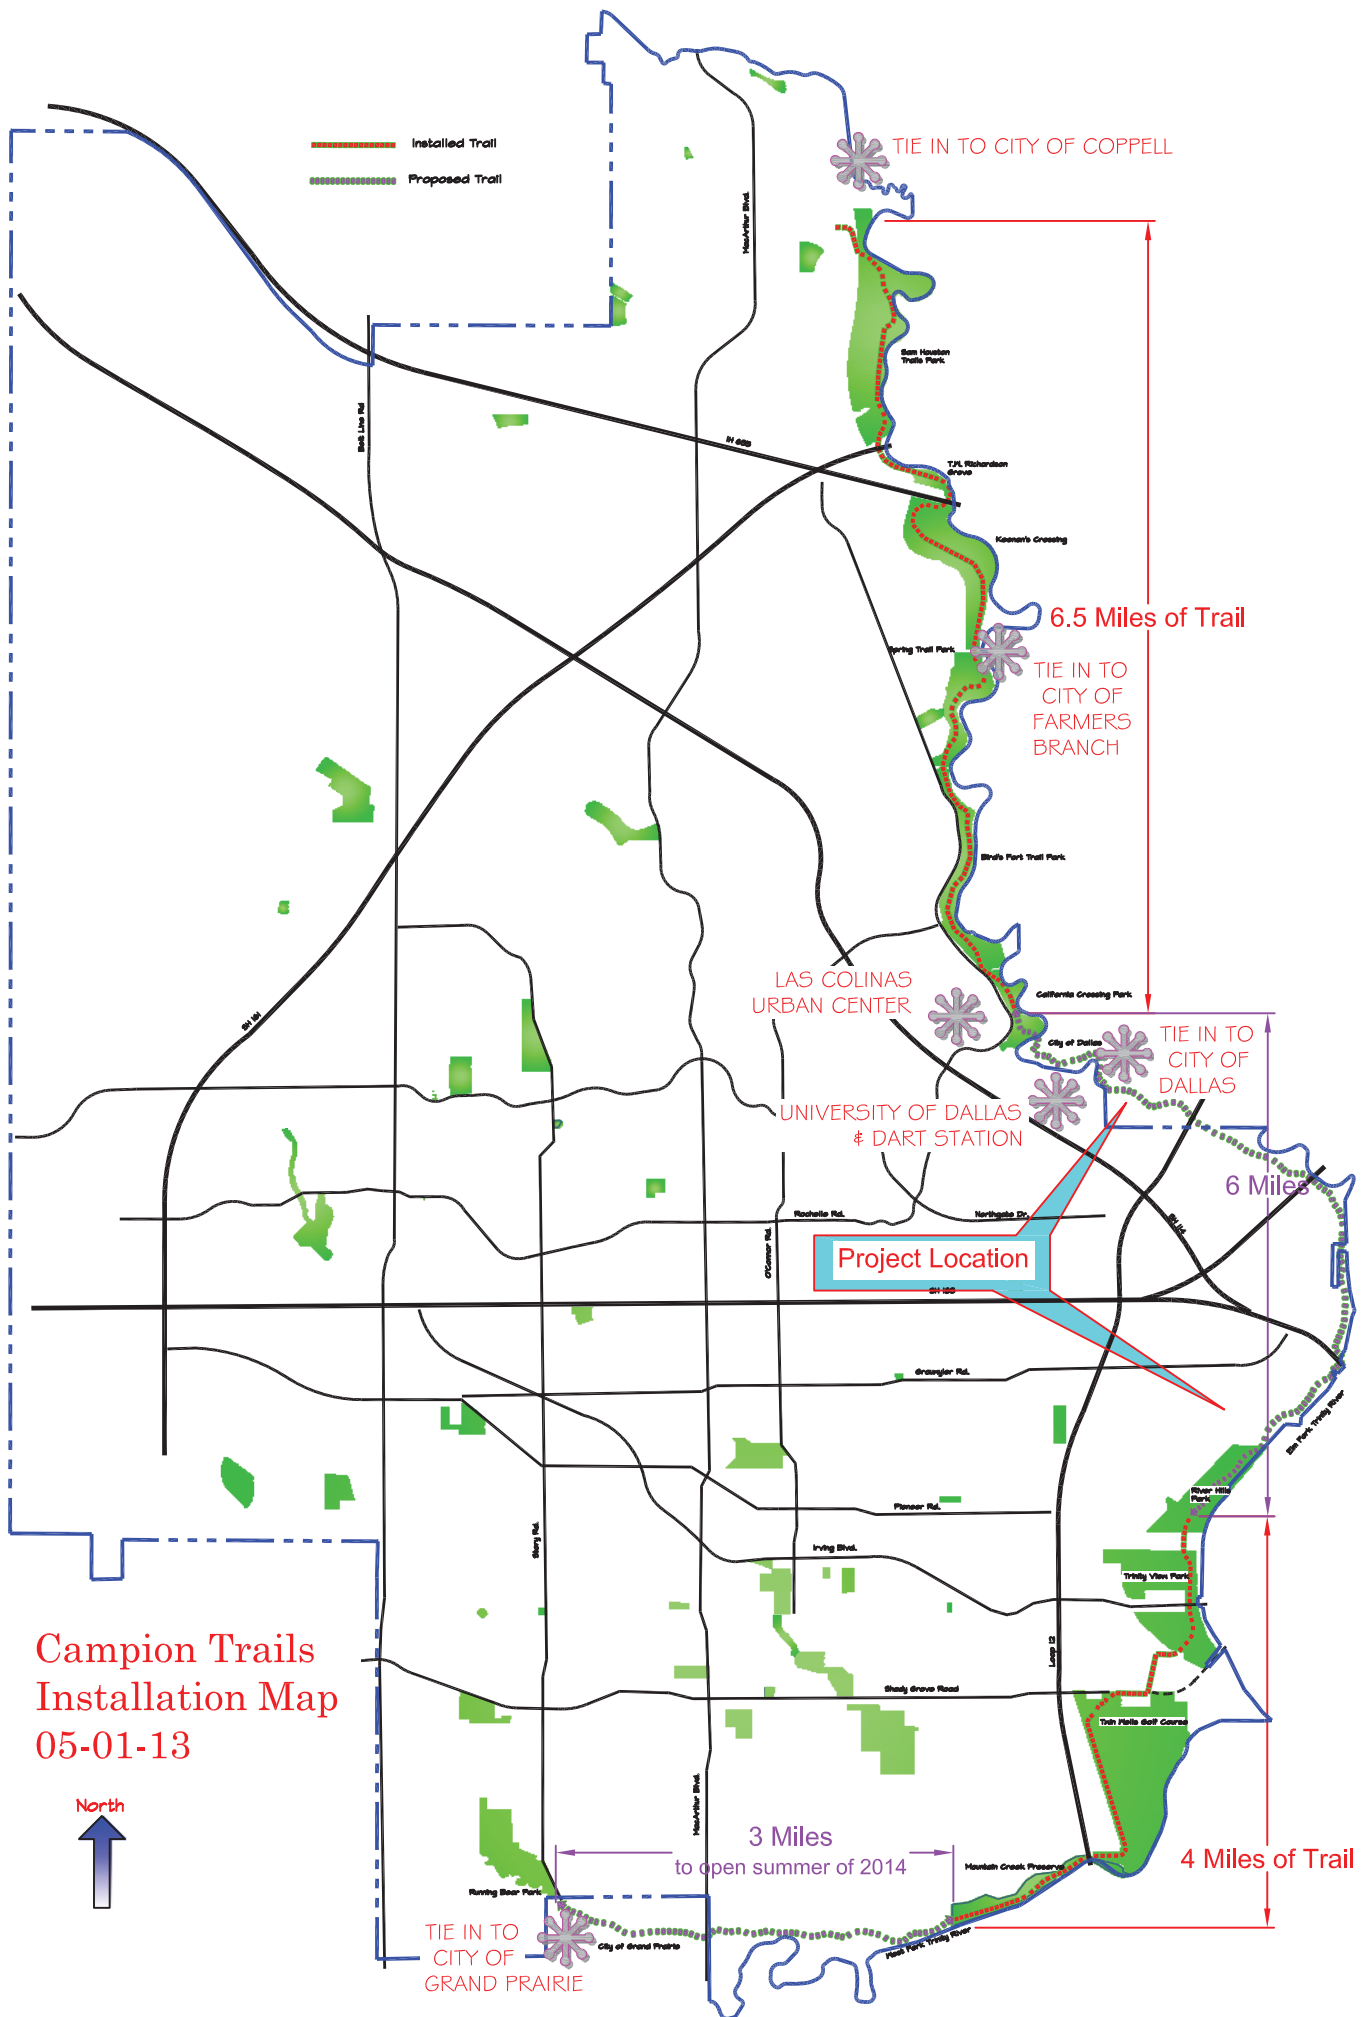 Installed Trail
Proposed Trail
TIE IN TO CITY OF COPPELL
MacArthur Blvd.
Sam Houston
Trails Park
Belt Line Rd
IH 635
T.W. Richardson
Grove
Keenan's Crossing
6.5 Miles of Trail
Spring Trail Park
TIE IN TO
CITY OF
FARMERS
BRANCH
Bird's Fort Trail Park
LAS COLINAS
URBAN CENTER
California Crossing Park
SH 161
City of Dallas
TIE IN TO
CITY OF
DALLAS
UNIVERSITY OF DALLAS
& DART STATION
6 Miles
Rochelle Rd.
Northgate Dr.
SH 114
O'Connor Rd.
Project Location
SH 183
Grauwyler Rd.
Elm Fork Trinity River
River Hills
Park
Pioneer Rd.
Story Rd.
Irving Blvd.
Trinity View Park
Loop 12
Campion Trails
Installation Map
05-01-13
Shady Grove Road
Twin Wells Golf Course
North
MacArthur Blvd.
3 Miles
to open summer of 2014
Mountain Creek Preserve
4 Miles of Trail
Running Bear Park
TIE IN TO
CITY OF
GRAND PRAIRIE
City of Grand Prairie
West Fork Trinity River